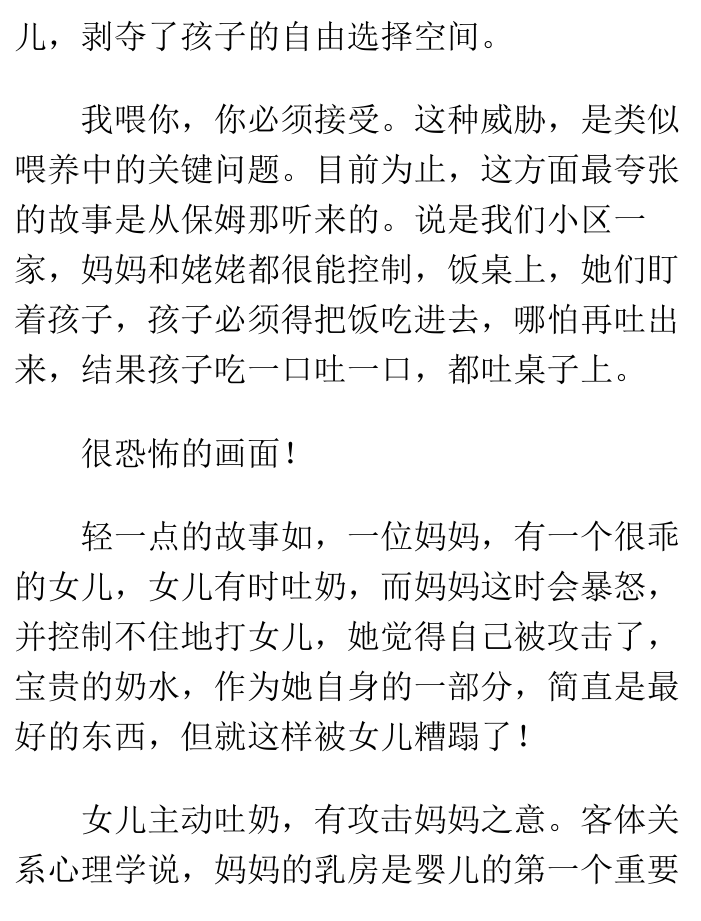 儿，剥夺了孩子的自由选择空间。
我喂你，你必须接受。这种威胁，是类似
喂养中的关键问题。目前为止，这方面最夸张
的故事是从保姆那听来的。说是我们小区一
家，妈妈和姥姥都很能控制，饭桌上，她们盯
着孩子，孩子必须得把饭吃进去，哪怕再吐出
来，结果孩子吃一口吐一口，都吐桌子上。
很恐怖的画面！
轻一点的故事如，一位妈妈，有一个很乖
的女儿，女儿有时吐奶，而妈妈这时会暴怒，
并控制不住地打女儿，她觉得自己被攻击了，
宝贵的奶水，作为她自身的一部分，简直是最
好的东西，但就这样被女儿糟蹋了！
女儿主动吐奶，有攻击妈妈之意。客体关
系心理学说，妈妈的乳房是婴儿的第一个重要